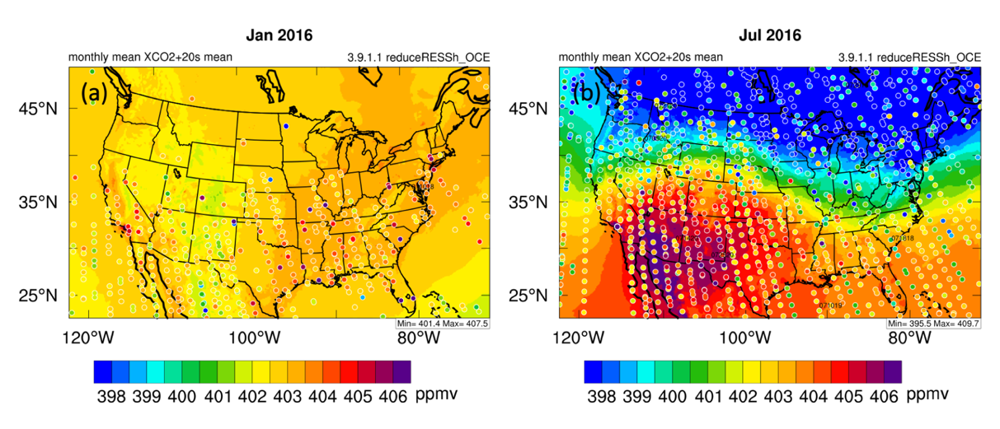 Jan 2016
monthly mean XCO2+20s mean 3.9.1.1 reduceRESSh_OCE
(a)
45°N
35°N
25°N
Min= 401.4 Max= 407.5
120°W 100°W 80°W
398 399 400 401 402 403 404 405 406 ppmv
Jul 2016
monthly mean XCO2+20s mean 3.9.1.1 reduceRESSh_OCE
(b)
45°N
35°N
071818
25°N
071019
Min= 395.5 Max= 409.7
120°W 100°W 80°W
398 399 400 401 402 403 404 405 406 ppmv